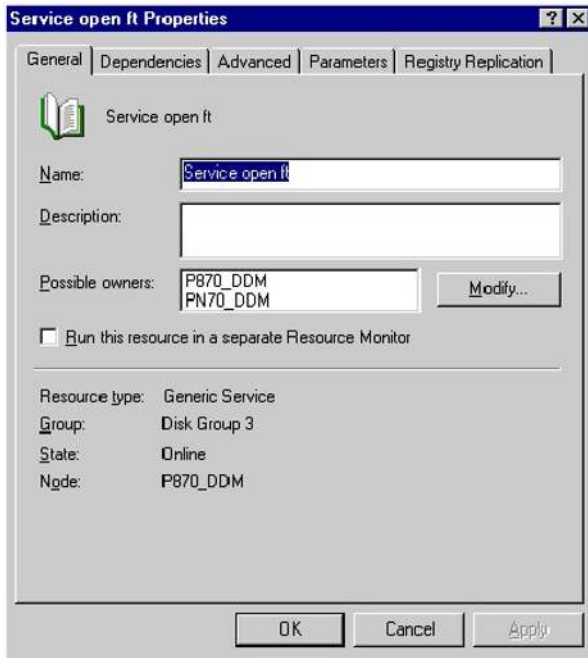 Service open ft Properties
General Dependencies Advanced Parameters Registry Replication
Service open ft
Name: Service open ft
Description:
Possible owners: P870_DDM
PN70_DDM
Modify...
Run this resource in a separate Resource Monitor
Resource type: Generic Service
Group: Disk Group 3
State: Online
Node: P870_DDM
OK Cancel Apply